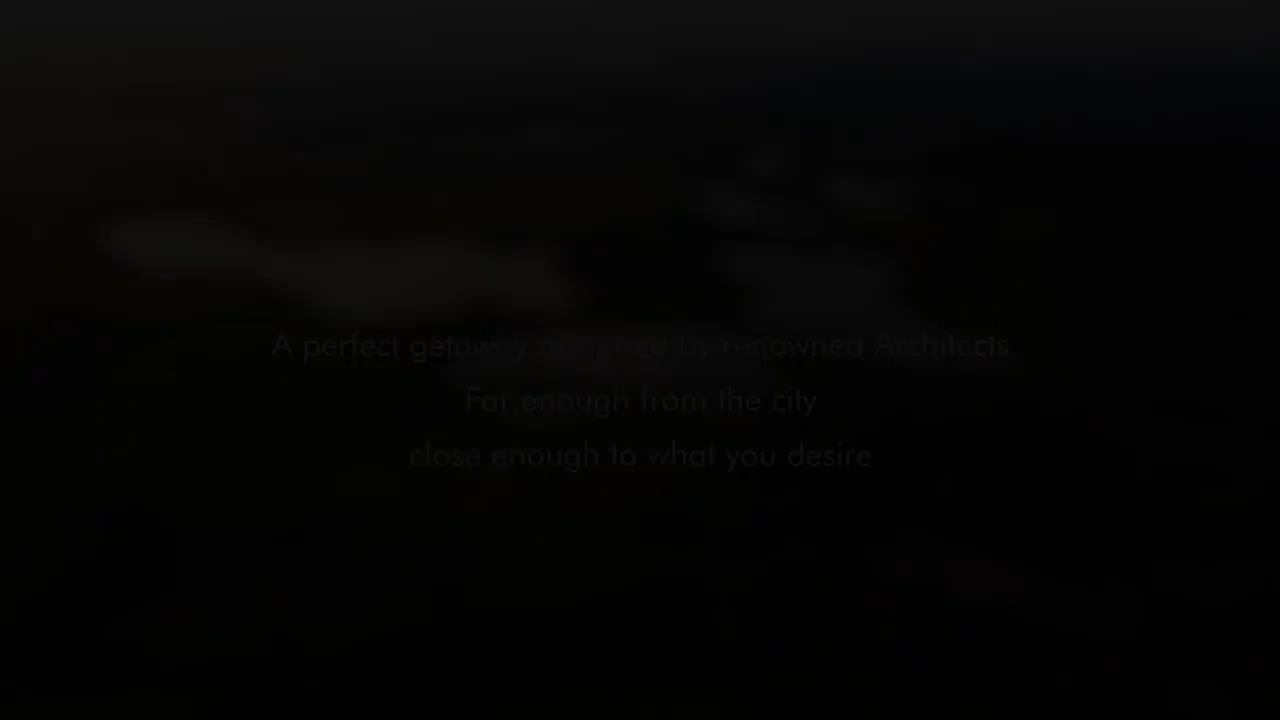 A perfect getaway designed by renowned Architects
Far enough from the city
close enough to what you desire